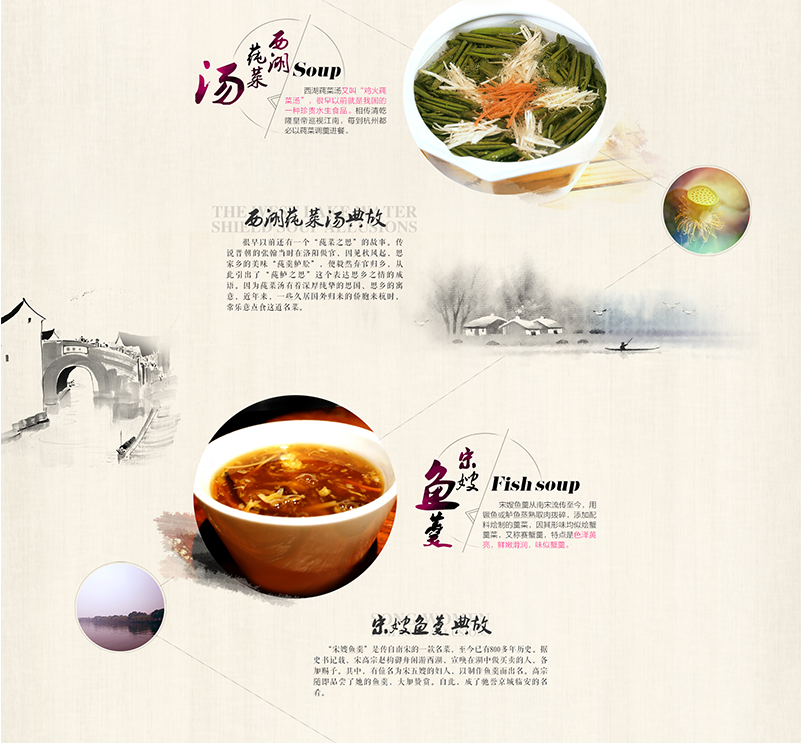 西湖
莼菜
汤
Soup
西湖莼菜汤又叫“鸡火莼
菜汤”，很早以前就是我国的
一种珍贵水生食品。相传清乾
隆皇帝巡视江南，每到杭州都
必以莼菜调羹进餐。
THE WEST LAKE WATER
SHIELD SOUP ALLUSIONS
西湖莼菜汤典故
很早以前还有一个“莼菜之思”的故事。传
说晋朝的张翰当时在洛阳做官，因见秋风起，思
家乡的美味“莼羹鲈脍”，便毅然弃官归乡，从
此引出了“莼鲈之思”这个表达思乡之情的成
语。因为莼菜汤有着深厚纯华的思国、思乡的寓
意，近年来，一些久居国外归来的侨胞来杭时，
常乐意点食这道名菜。
宋嫂
鱼羹
Fish soup
宋嫂鱼羹从南宋流传至今，用
鳜鱼或鲈鱼蒸熟取肉拨碎，添加配
料烩制的羹菜，因其形味均似烩蟹
羹菜，又称赛蟹羹，特点是色泽黄
亮，鲜嫩滑润，味似蟹羹。
宋嫂鱼羹典故
“宋嫂鱼羹”是传自南宋的一款名菜，至今已有800多年历史。据
史书记载，宋高宗赵构御舟闲游西湖，宣唤在湖中做买卖的人，各
加赐予。其中，有位名为宋五嫂的妇人，以制作鱼羹而出名。高宗
随即品尝了她的鱼羹，大加赞赏。自此，成了驰誉京城临安的名
肴。